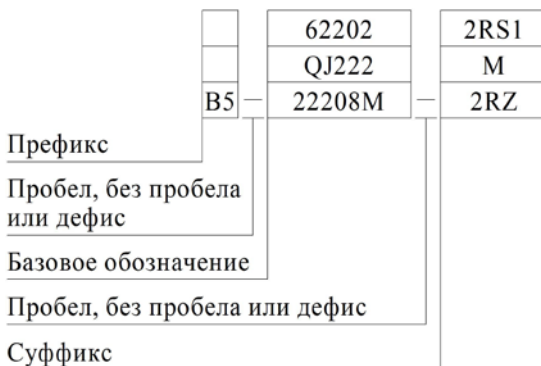 62202 2RS1
QJ222 M
B5 — 22208M — 2RZ
Префикс
Пробел, без пробела
или дефис
Базовое обозначение
Пробел, без пробела или дефис
Суффикс